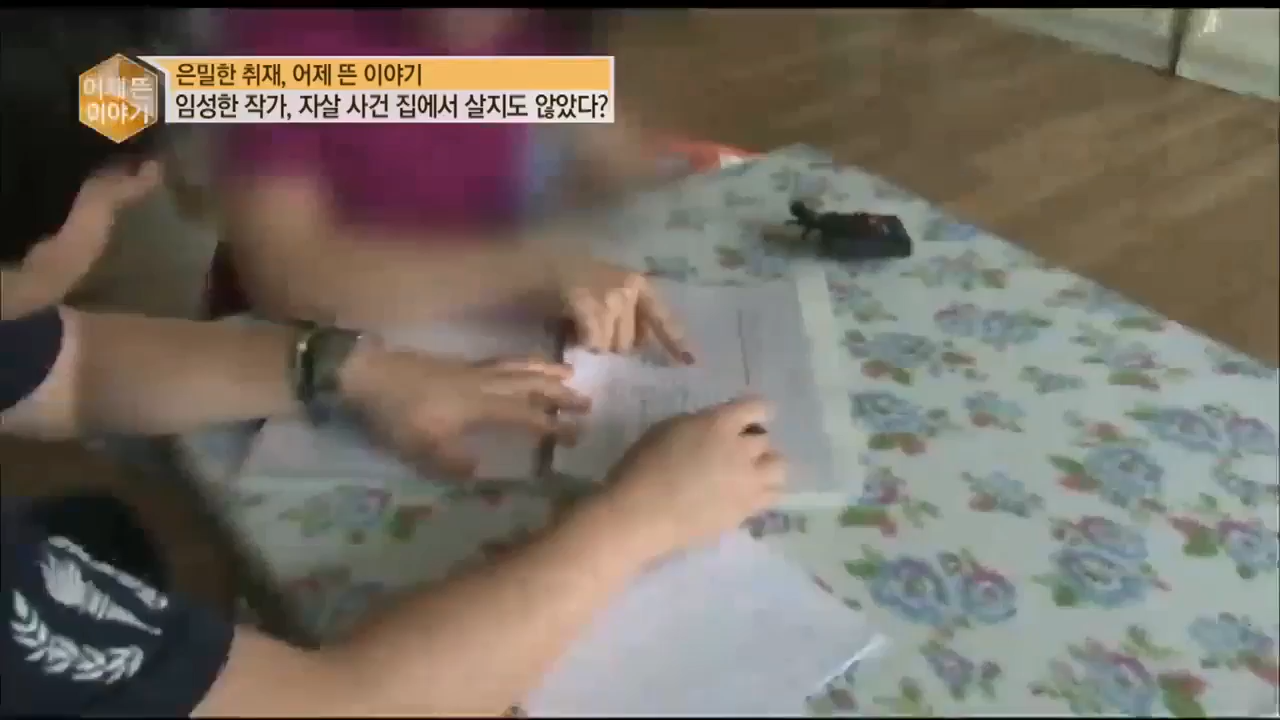 어제 뜬
이야기
은밀한 취재, 어제 뜬 이야기
임성한 작가, 자살 사건 집에서 살지도 않았다?